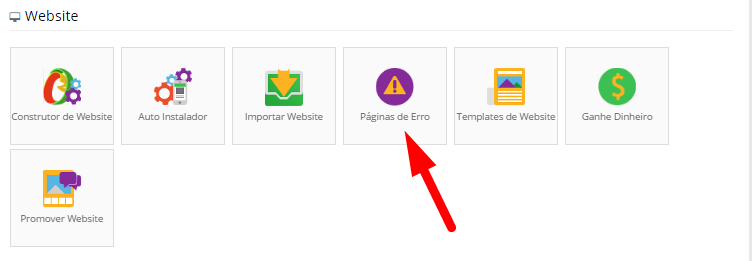 Website
Construtor de Website
Auto Instalador
Importar Website
Páginas de Erro
Templates de Website
Ganhe Dinheiro
Promover Website